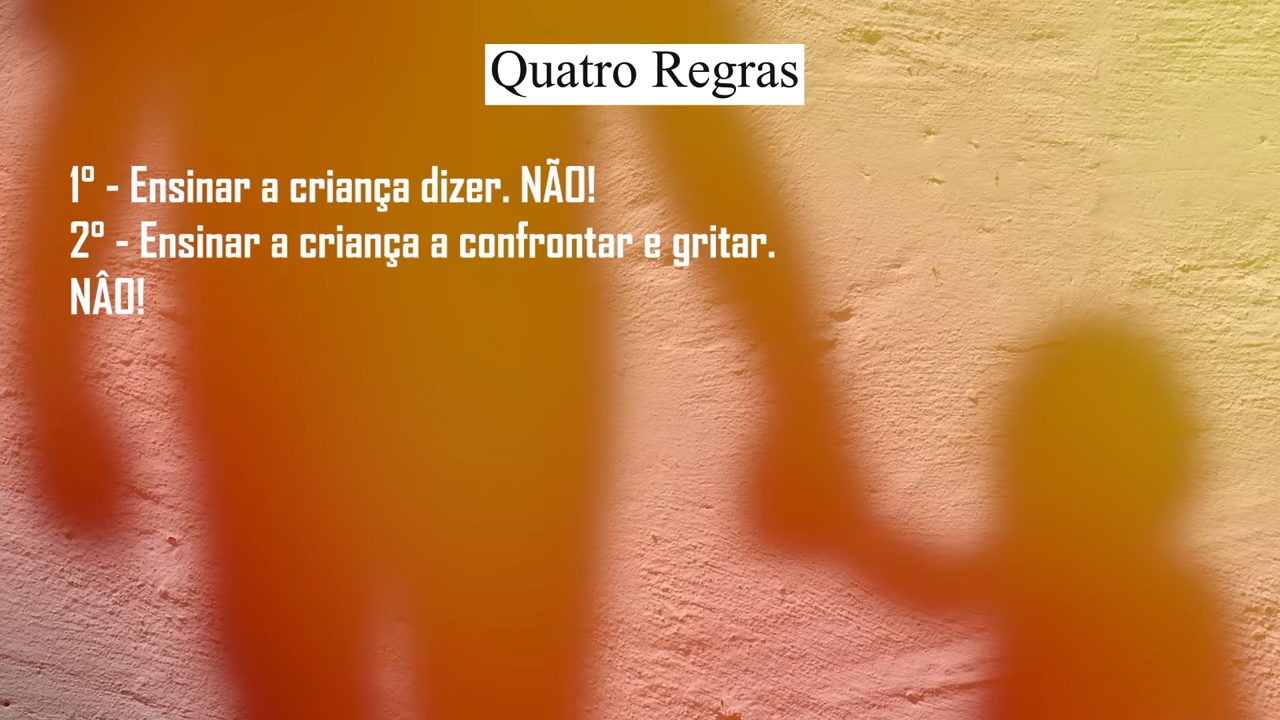 Quatro Regras
1º - Ensinar a criança dizer. NÃO!
2º - Ensinar a criança a confrontar e gritar.
NÂO!